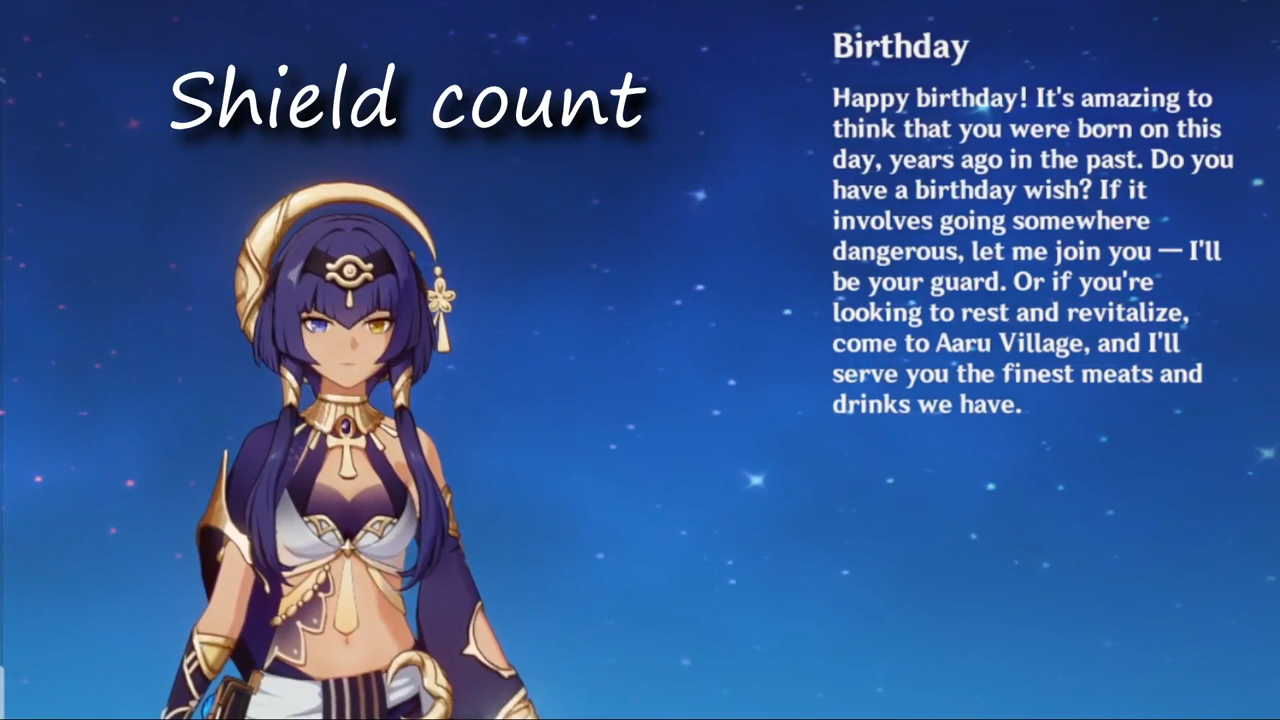 Shield count
Birthday
Happy birthday! It's amazing to
think that you were born on this
day, years ago in the past. Do you
have a birthday wish? If it
involves going somewhere
dangerous, let me join you — I'll
be your guard. Or if you're
looking to rest and revitalize,
come to Aaru Village, and I'll
serve you the finest meats and
drinks we have.